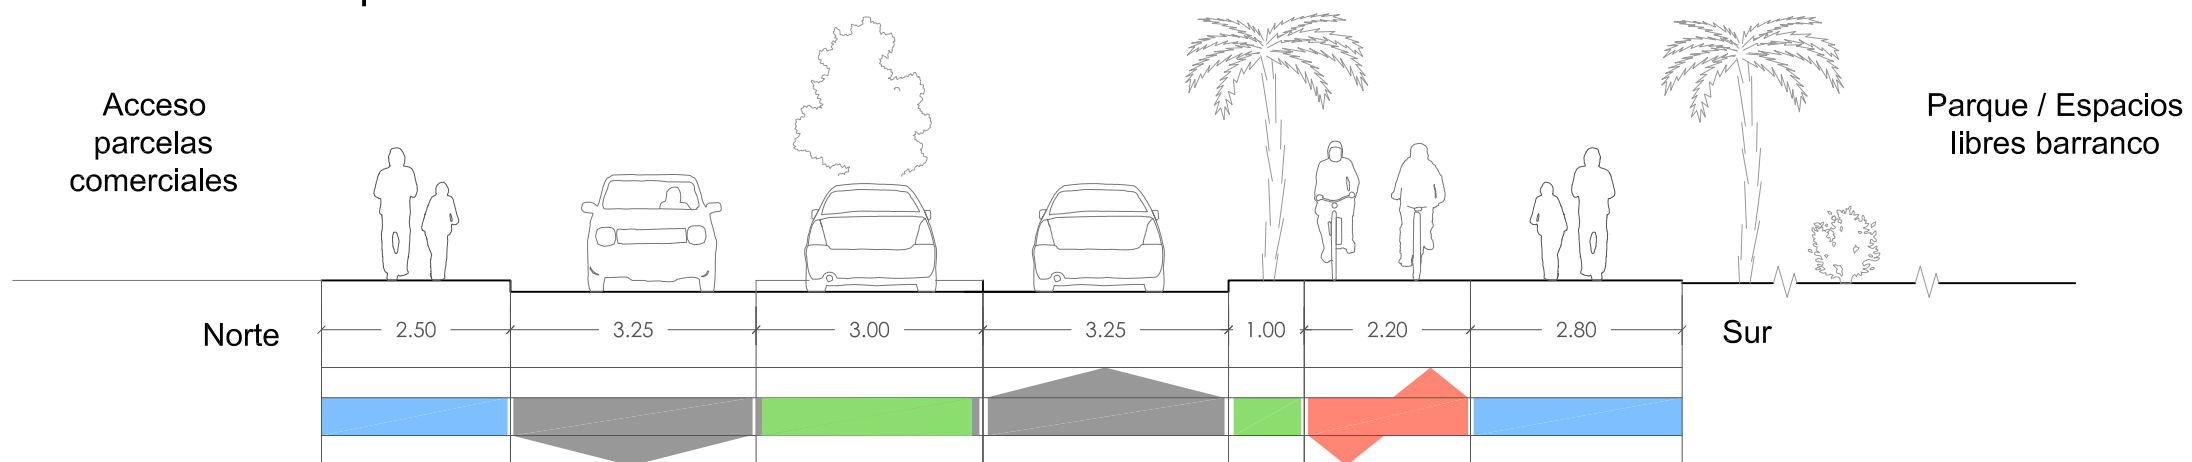 Acceso
parcelas
comerciales
Parque / Espacios
libres barranco
Norte
2.50
3.25
3.00
3.25
1.00
2.20
2.80
Sur